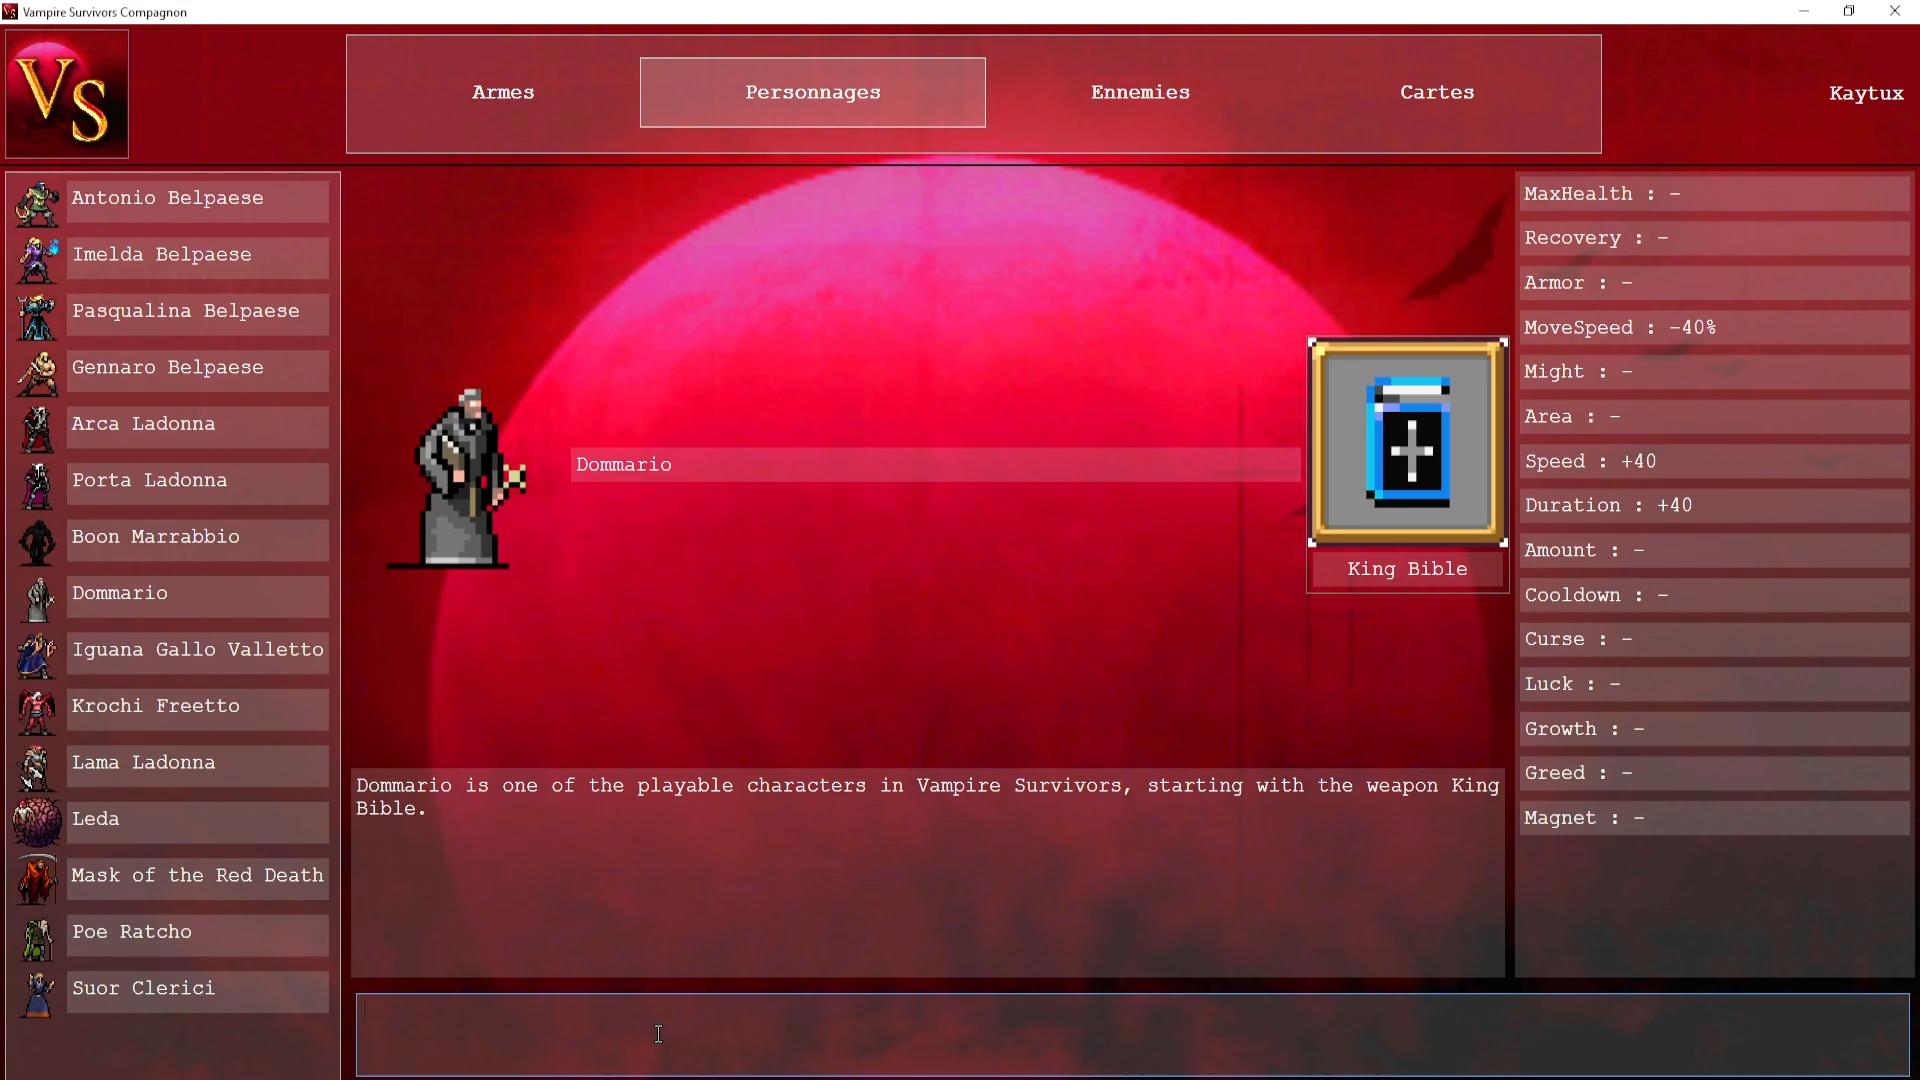 Vampire Survivors Compagnon
VS
Armes
Personnages
Ennemies
Cartes
Kaytux
Antonio Belpaese
Imelda Belpaese
Pasqualina Belpaese
Gennaro Belpaese
Arca Ladonna
Porta Ladonna
Boon Marrabbio
Dommario
Iguana Gallo Valletto
Krochi Freetto
Lama Ladonna
Leda
Mask of the Red Death
Poe Ratcho
Suor Clerici
Dommario
King Bible
Dommario is one of the playable characters in Vampire Survivors, starting with the weapon King
Bible.
MaxHealth : -
Recovery : -
Armor : -
MoveSpeed : -40%
Might : -
Area : -
Speed : +40
Duration : +40
Amount : -
Cooldown : -
Curse : -
Luck : -
Growth : -
Greed : -
Magnet : -